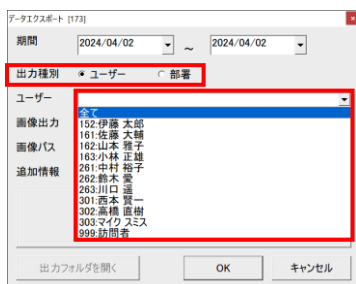 データエクスポート [173]
期間 2024/04/02 ～ 2024/04/02
出力種別 ユーザー 部署
ユーザー
全て
152:伊藤 太郎
161:佐藤 大輔
162:山本 雅子
163:小林 正雄
261:中村 裕子
262:鈴木 愛
263:川口 遥
301:西本 賢一
302:高橋 直樹
303:マイク スミス
999:訪問者
画像出力
画像パス
追加情報
出力フォルダを開く OK キャンセル